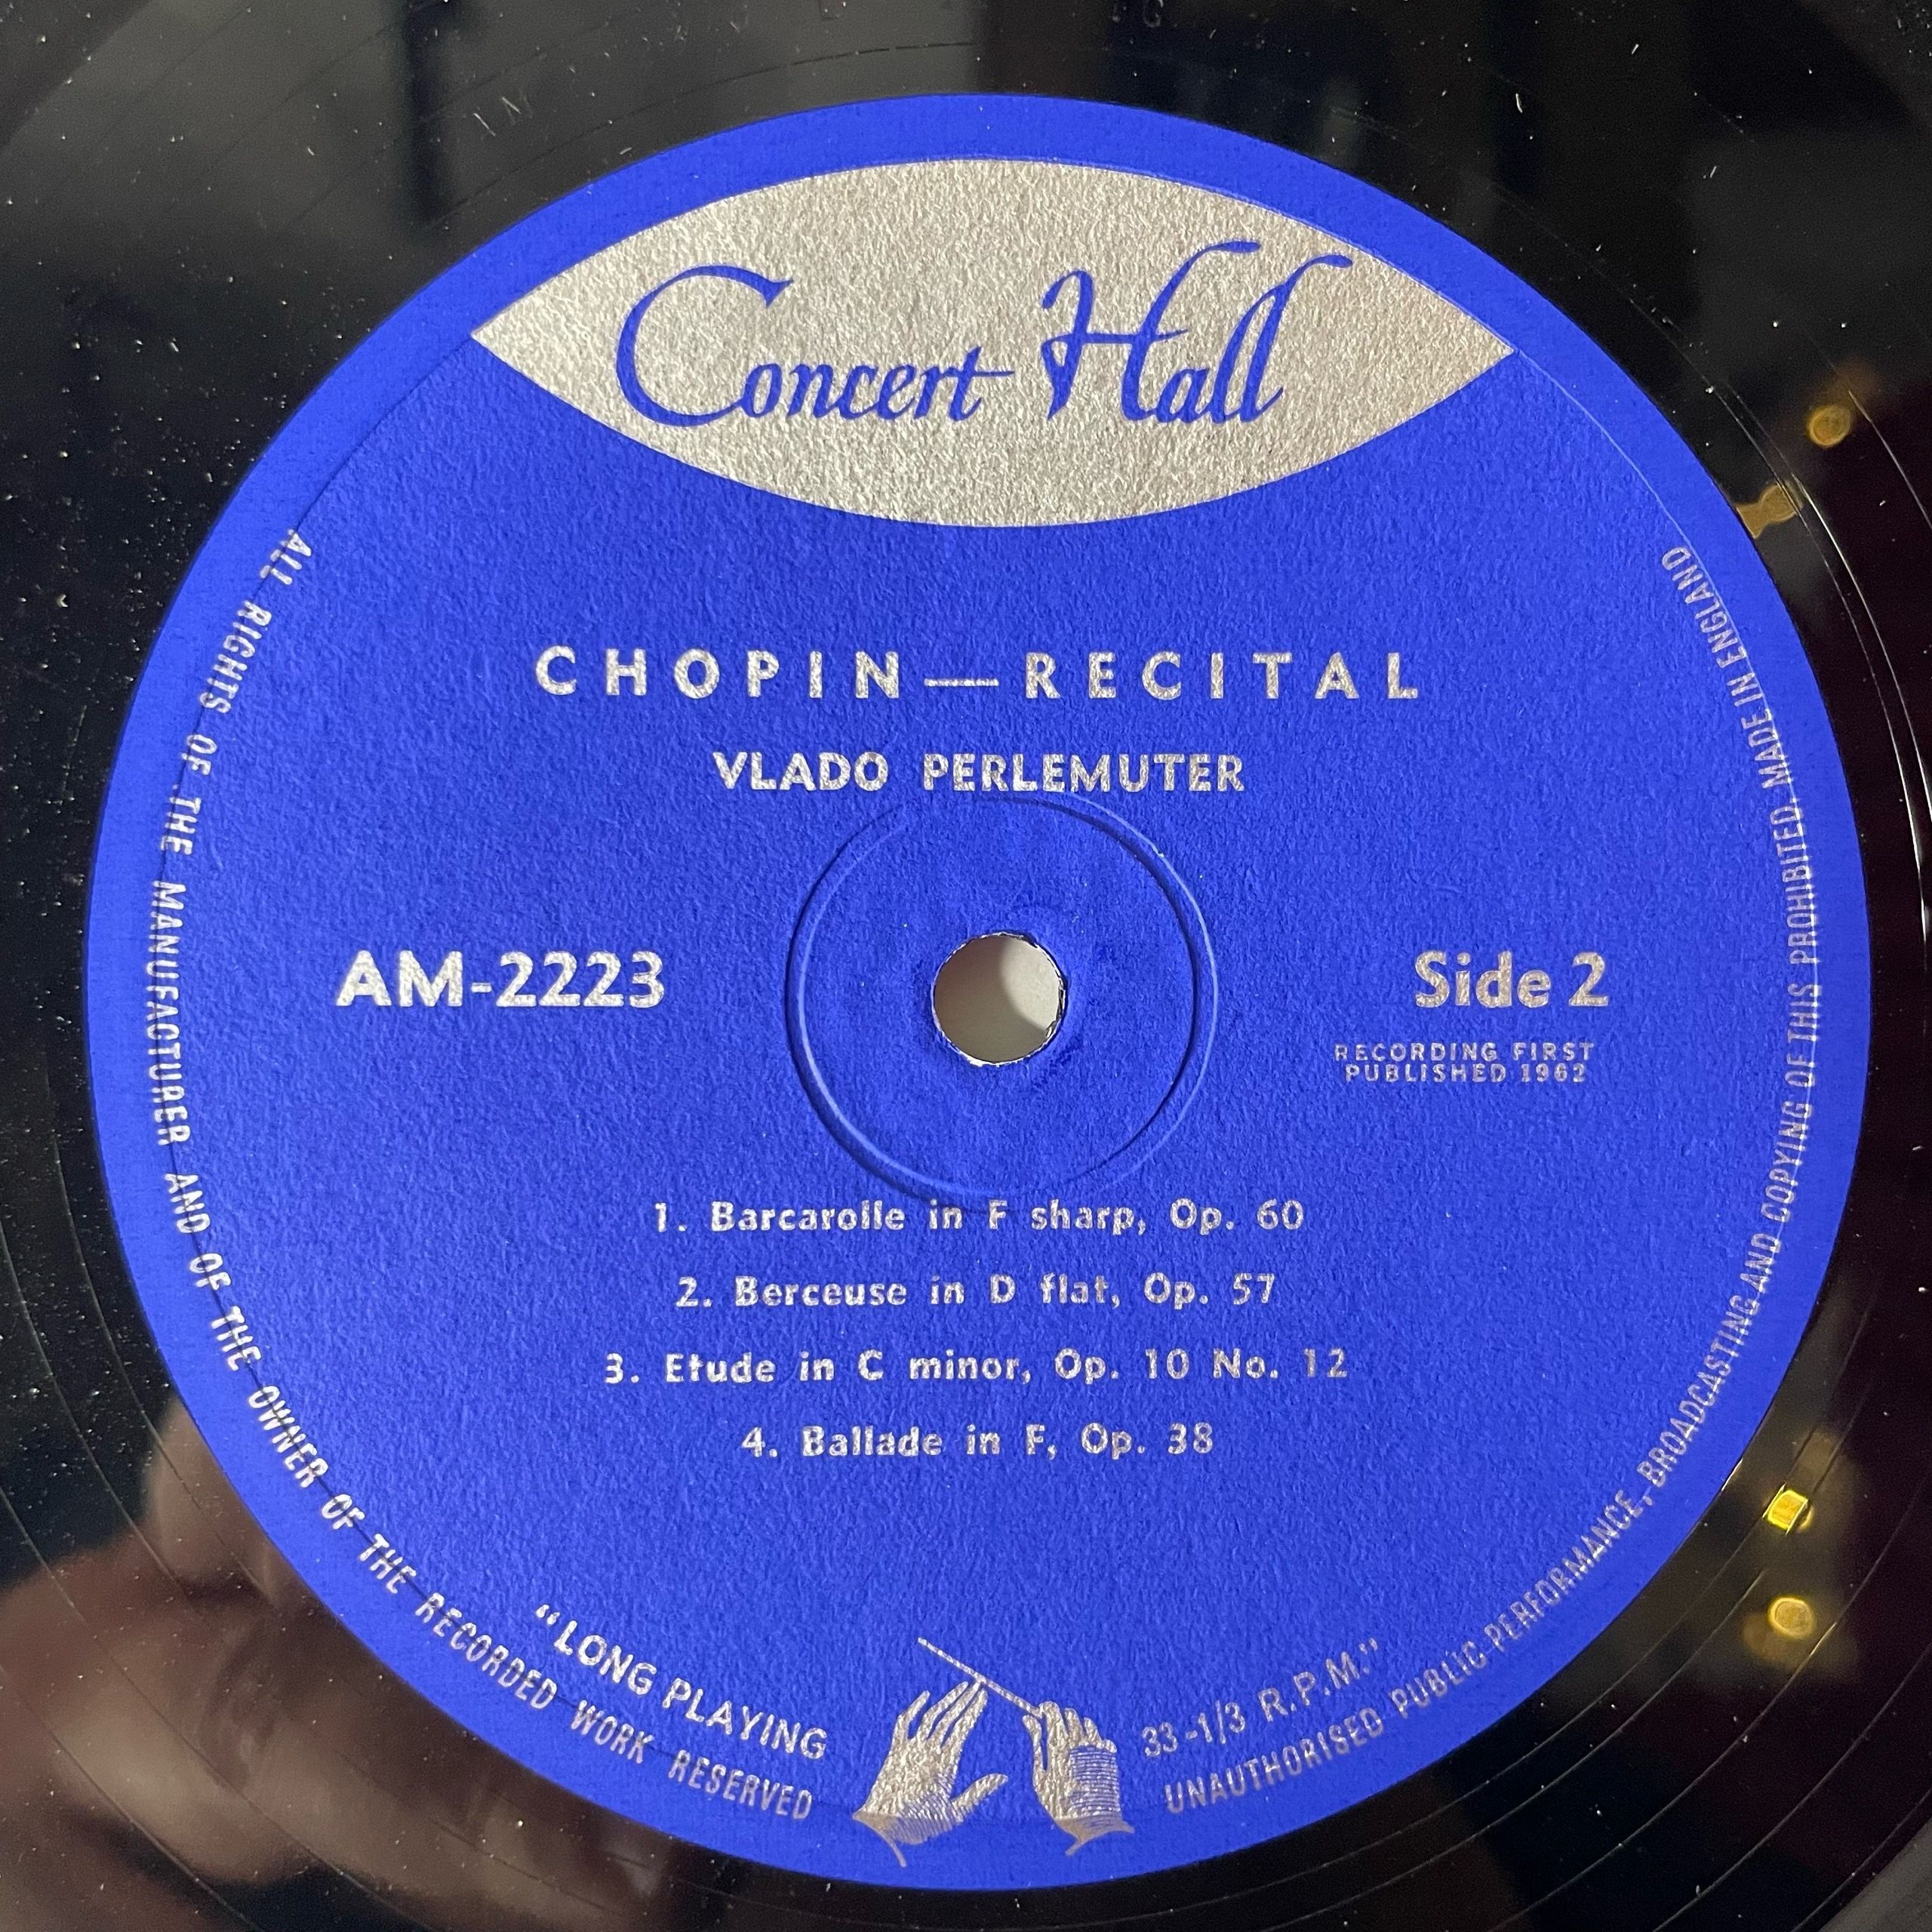 Concert Hall
CHOPIN—RECITAL
VLADO PERLEMUTER
AM-2223
Side 2
RECORDING FIRST
PUBLISHED 1962
1. Barcarolle in F sharp, Op. 60
2. Berceuse in D flat, Op. 57
3. Etude in C minor, Op. 10 No. 12
4. Ballade in F, Op. 38
"LONG PLAYING
33-1/3 R.P.M."
ALL RIGHTS OF THE MANUFACTURER AND OF THE OWNER OF THE RECORDED WORK RESERVED
UNAUTHORISED PUBLIC PERFORMANCE, BROADCASTING AND COPYING OF THIS PROHIBITED, MADE IN ENGLAND